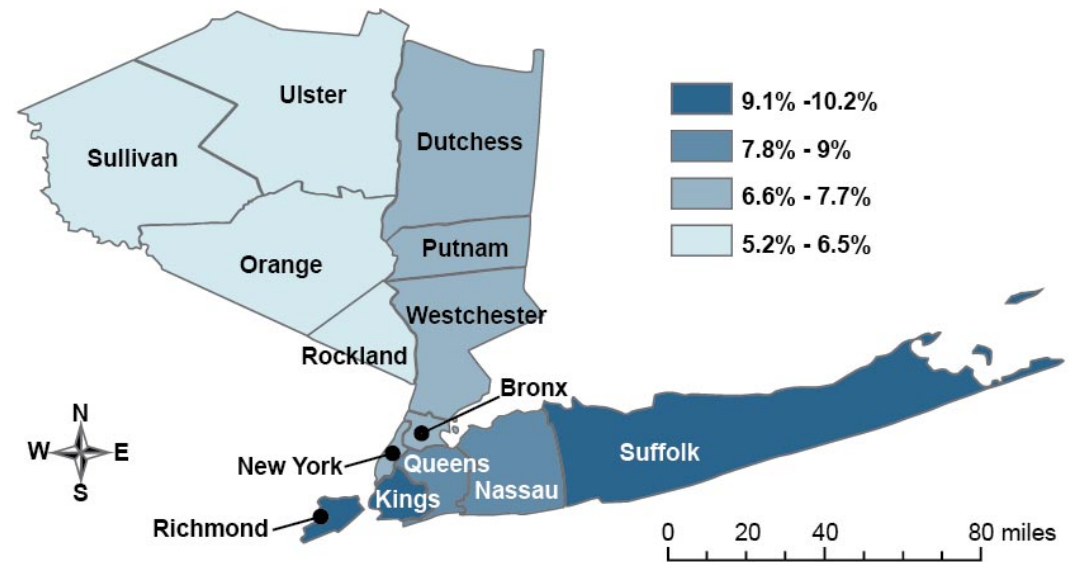 Ulster
Sullivan
Dutchess
Putnam
Orange
Westchester
Rockland
Bronx
New York
Queens
Kings
Nassau
Suffolk
Richmond
9.1% -10.2%
7.8% - 9%
6.6% - 7.7%
5.2% - 6.5%
N
W E
S
0 20 40 80 miles